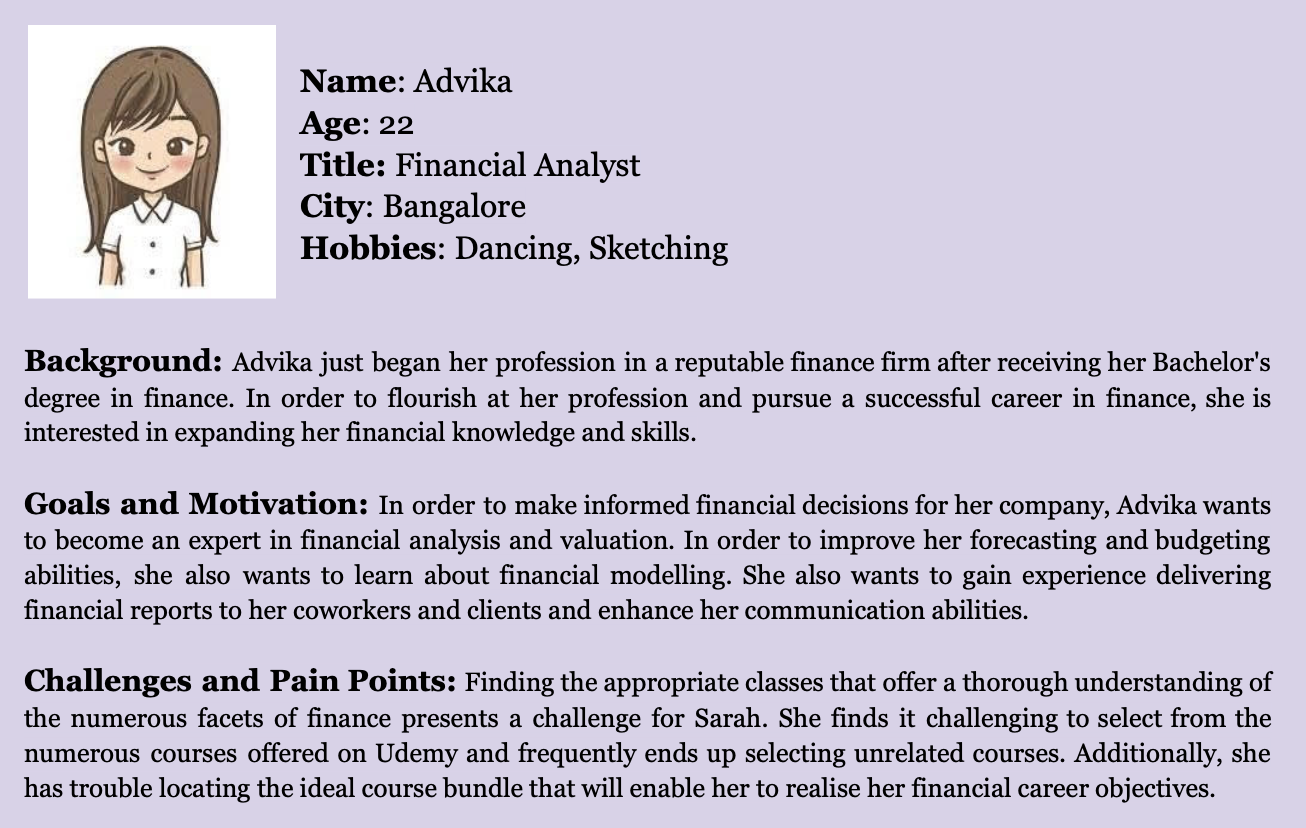 Name: Advika
Age: 22
Title: Financial Analyst
City: Bangalore
Hobbies: Dancing, Sketching
Background: Advika just began her profession in a reputable finance firm after receiving her Bachelor's
degree in finance. In order to flourish at her profession and pursue a successful career in finance, she is
interested in expanding her financial knowledge and skills.
Goals and Motivation: In order to make informed financial decisions for her company, Advika wants
to become an expert in financial analysis and valuation. In order to improve her forecasting and budgeting
abilities, she also wants to learn about financial modelling. She also wants to gain experience delivering
financial reports to her coworkers and clients and enhance her communication abilities.
Challenges and Pain Points: Finding the appropriate classes that offer a thorough understanding of
the numerous facets of finance presents a challenge for Sarah. She finds it challenging to select from the
numerous courses offered on Udemy and frequently ends up selecting unrelated courses. Additionally, she
has trouble locating the ideal course bundle that will enable her to realise her financial career objectives.